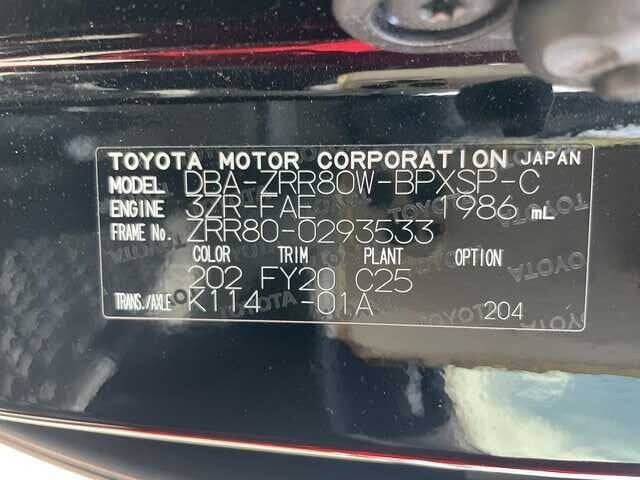 TOYOTA MOTOR CORPORATION JAPAN
MODEL DBA-ZRR80W-BPXSP-C
ENGINE 3ZR-FAE 1986 mL
FRAME No. ZRR80-0293533
COLOR TRIM PLANT OPTION
202 FY20 C25
TRANS./AXLE K114 -01A 204